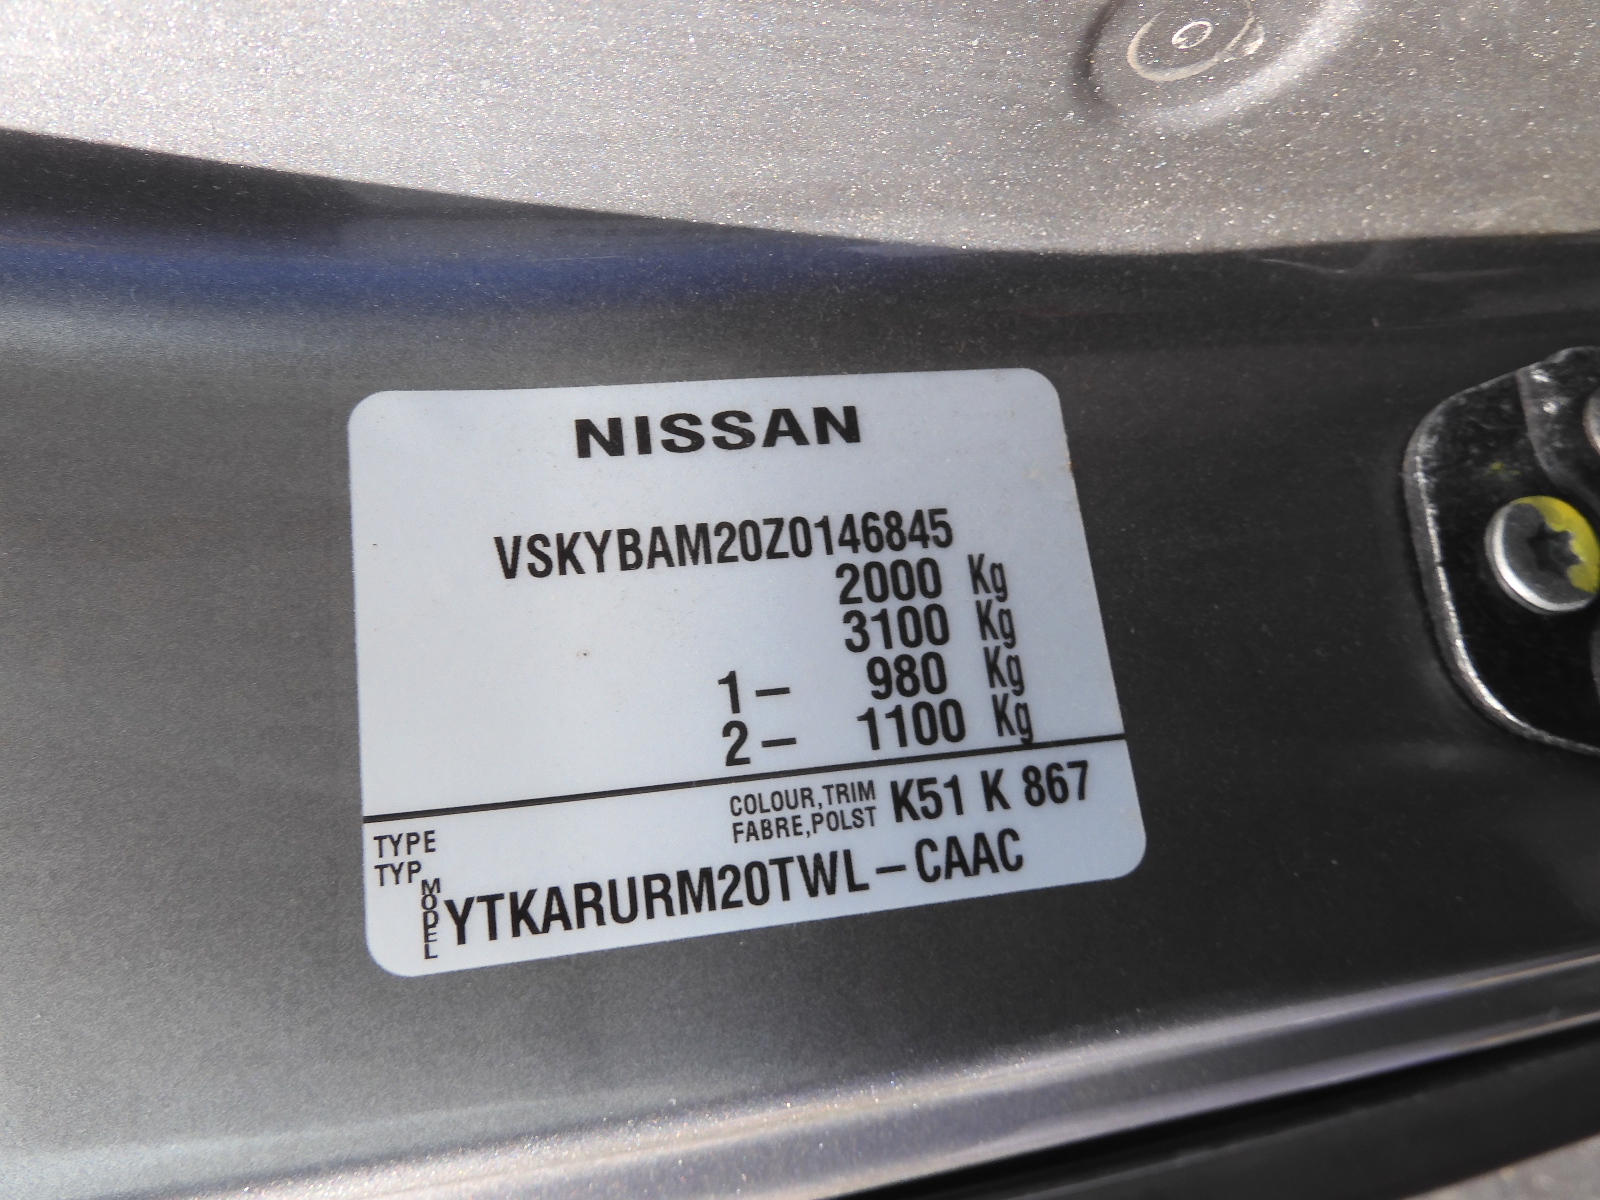 NISSAN
VSKYBAM20Z0146845
2000 Kg
3100 Kg
1– 980 Kg
2– 1100 Kg
COLOUR,TRIM K51 K 867
FABRE,POLST
TYPE
TYP
MODEL YTKARURM20TWL–CAAC